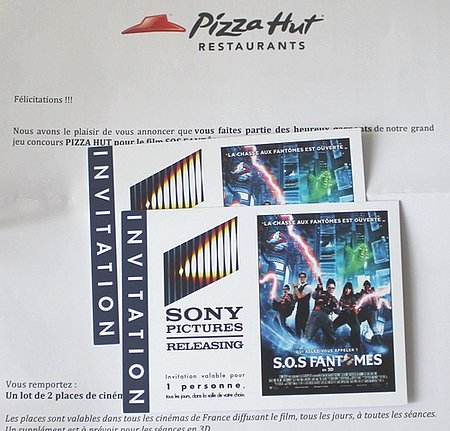 Pizza Hut
RESTAURANTS
Félicitations !!!
Nous avons le plaisir de vous annoncer que vous faites partie des heureux gagnants de notre grand
jeu concours PIZZA HUT pour le film SOS FANTÔ
INVITATION
"LA CHASSE AUX FANTÔMES EST OUVERTE."
INVITATION
SONY
PICTURES
RELEASING
Invitation valable pour
1 personne,
tous les jours, dans la salle de votre choix.
"LA CHASSE AUX FANTÔMES EST OUVERTE."
QUI ALLEZ-VOUS APPELER ?
S.O.S FANTÔMES
EN 3D
Vous remportez :
Un lot de 2 places de ciném
Les places sont valables dans tous les cinémas de France diffusant le film, tous les jours, à toutes les séances.
Un supplément est à prévoir pour les séances en 3D